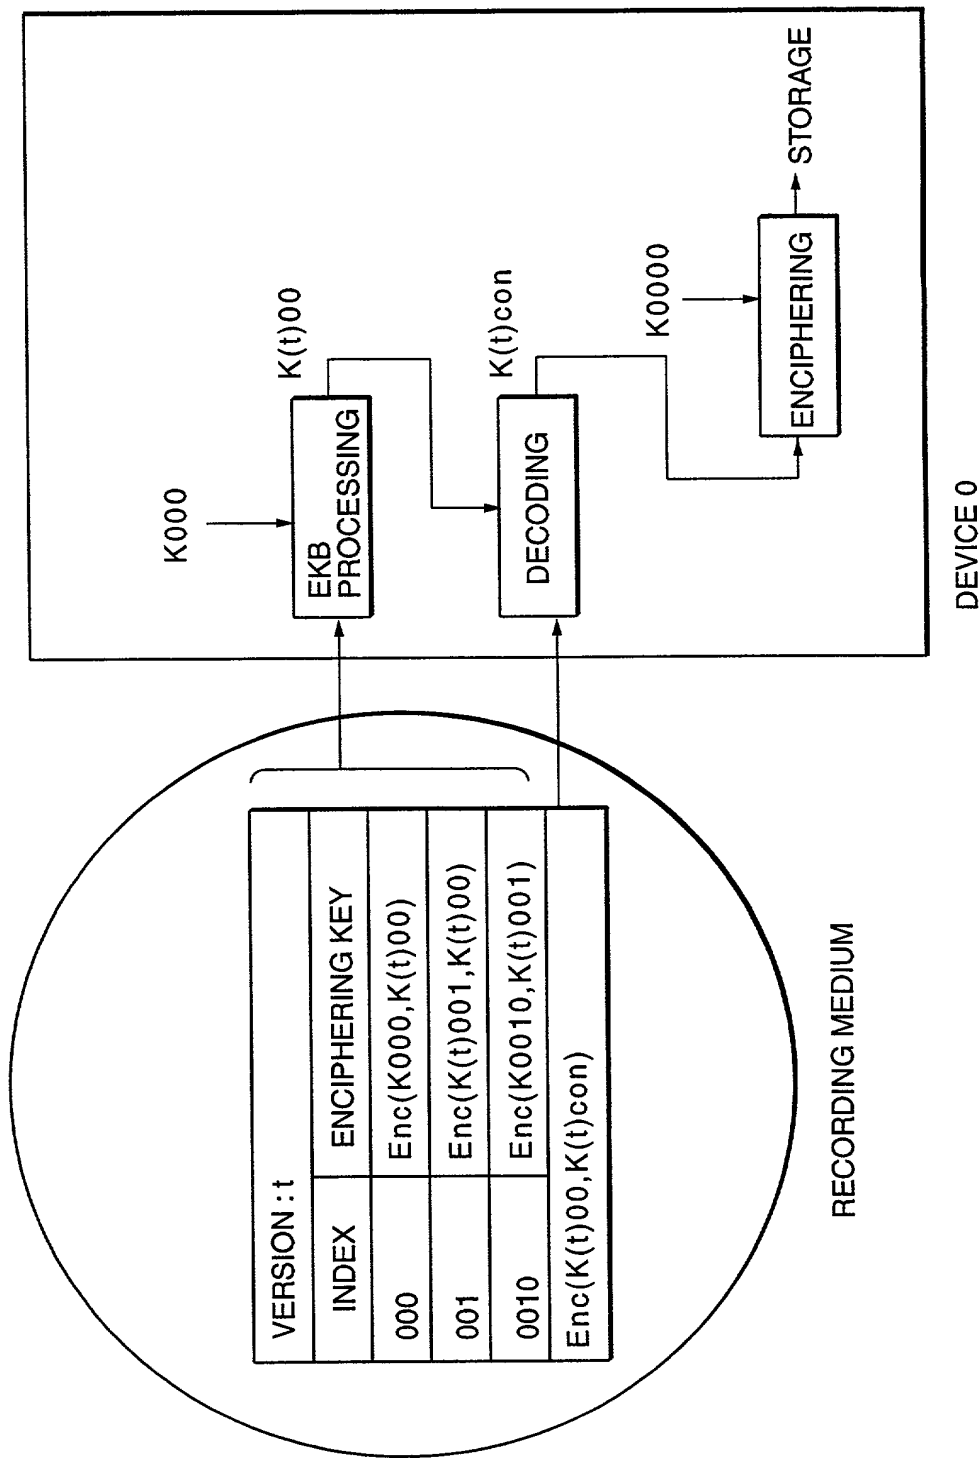 VERSION : t
INDEX ENCIPHERING KEY
000 Enc(K000,K(t)00)
001 Enc(K(t)001,K(t)00)
0010 Enc(K0010,K(t)001)
Enc(K(t)00,K(t)con)
RECORDING MEDIUM
K000
EKB
PROCESSING
K(t)00
DECODING
K(t)con
K0000
ENCIPHERING
STORAGE
DEVICE 0